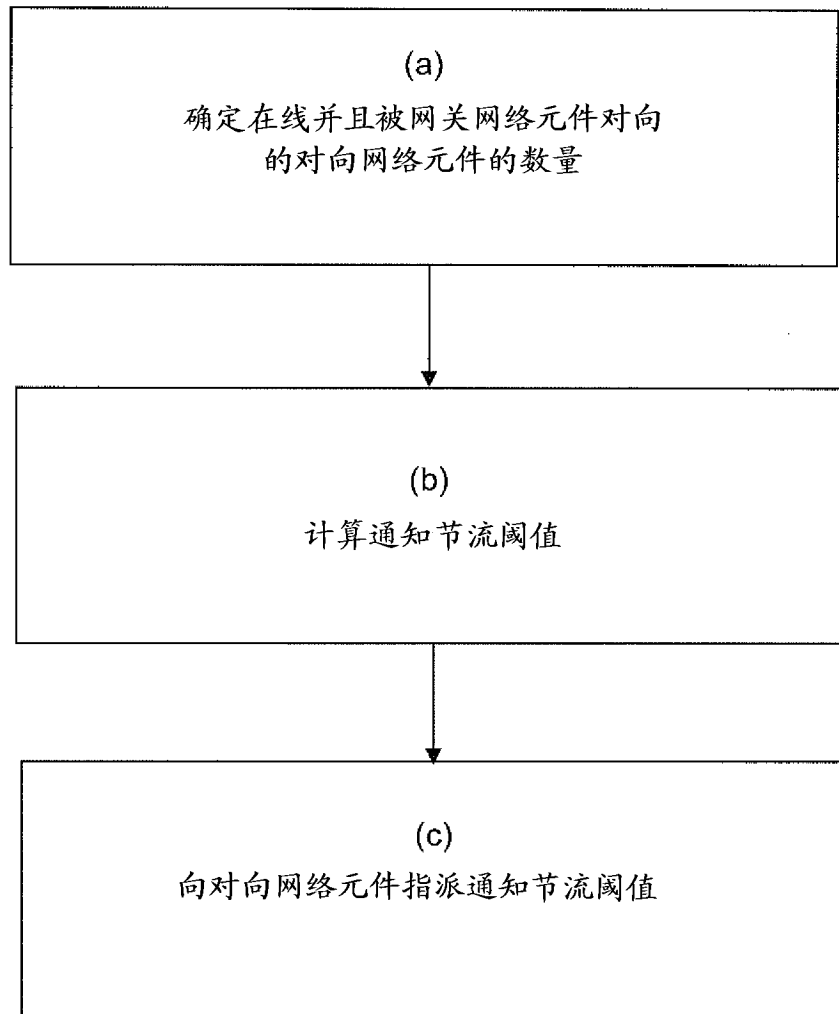 (a)
确定在线并且被网关网络元件对向
的对向网络元件的数量
(b)
计算通知节流阈值
(c)
向对向网络元件指派通知节流阈值